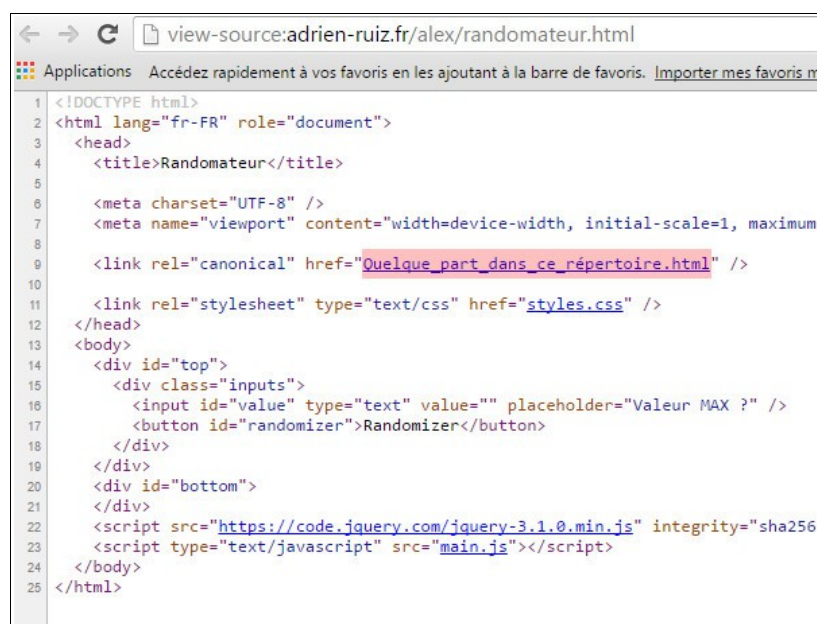 view-source:adrien-ruiz.fr/alex/randomateur.html
Applications Accédez rapidement à vos favoris en les ajoutant à la barre de favoris. Importer mes favoris m
1 <!DOCTYPE html>
2 <html lang="fr-FR" role="document">
3 <head>
4 <title>Randomateur</title>
5
6 <meta charset="UTF-8" />
7 <meta name="viewport" content="width=device-width, initial-scale=1, maximum
8
9 <link rel="canonical" href="Quelque_part_dans_ce_répertoire.html" />
10
11 <link rel="stylesheet" type="text/css" href="styles.css" />
12 </head>
13 <body>
14 <div id="top">
15 <div class="inputs">
16 <input id="value" type="text" value="" placeholder="Valeur MAX ?" />
17 <button id="randomizer">Randomizer</button>
18 </div>
19 </div>
20 <div id="bottom">
21 </div>
22 <script src="https://code.jquery.com/jquery-3.1.0.min.js" integrity="sha256
23 <script type="text/javascript" src="main.js"></script>
24 </body>
25 </html>